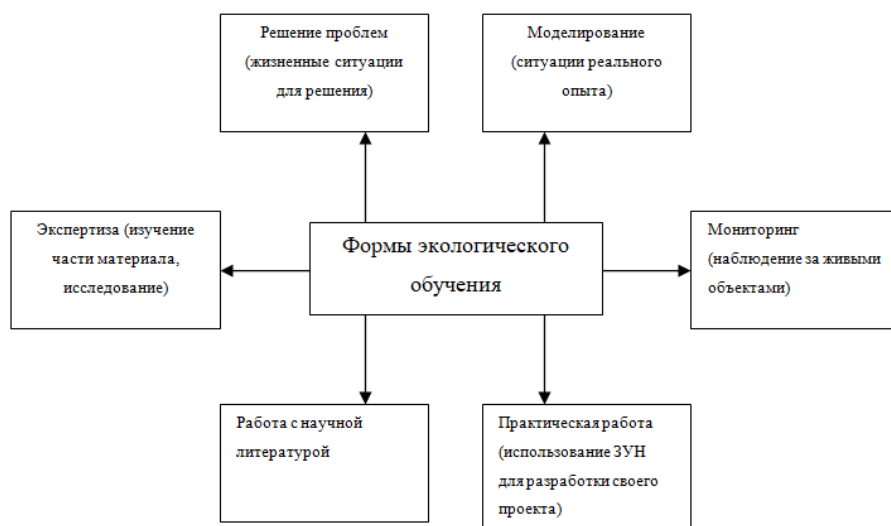 Решение проблем
(жизненные ситуации
для решения)
Моделирование
(ситуации реального
опыта)
Экспертиза (изучение
части материала,
исследование)
Формы экологического
обучения
Мониторинг
(наблюдение за живыми
объектами)
Работа с научной
литературой
Практическая работа
(использование ЗУН
для разработки своего
проекта)